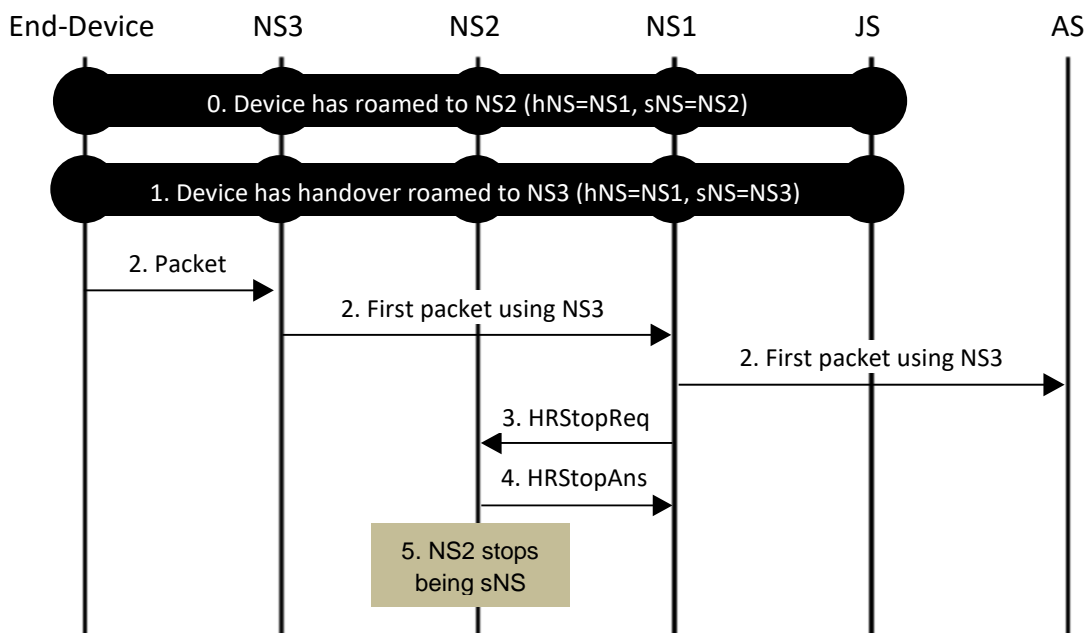 End-Device NS3 NS2 NS1 JS AS
0. Device has roamed to NS2 (hNS=NS1, sNS=NS2)
1. Device has handover roamed to NS3 (hNS=NS1, sNS=NS3)
2. Packet
2. First packet using NS3
2. First packet using NS3
3. HRStopReq
4. HRStopAns
5. NS2 stops
being sNS